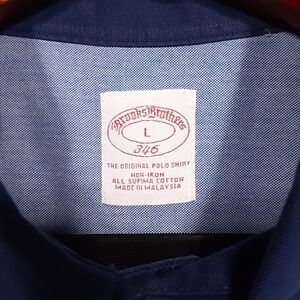 Brooks Brothers
L
346
THE ORIGINAL POLO SHIRT
NON-IRON
ALL SUPIMA COTTON
MADE IN MALAYSIA